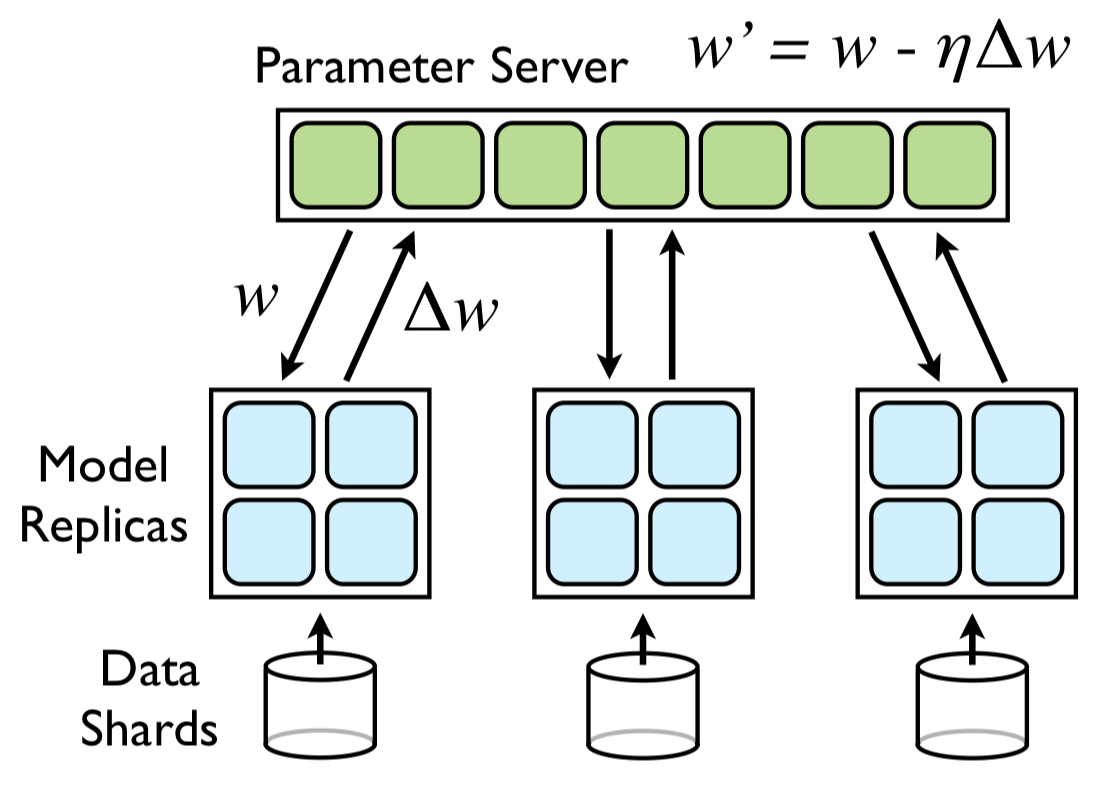 Parameter Server
w’ = w - ηΔw
w
Δw
Model
Replicas
Data
Shards